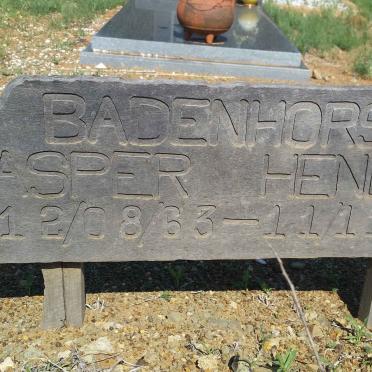 BADENHORS
ASPER HEN
12/08/63 – 11/1